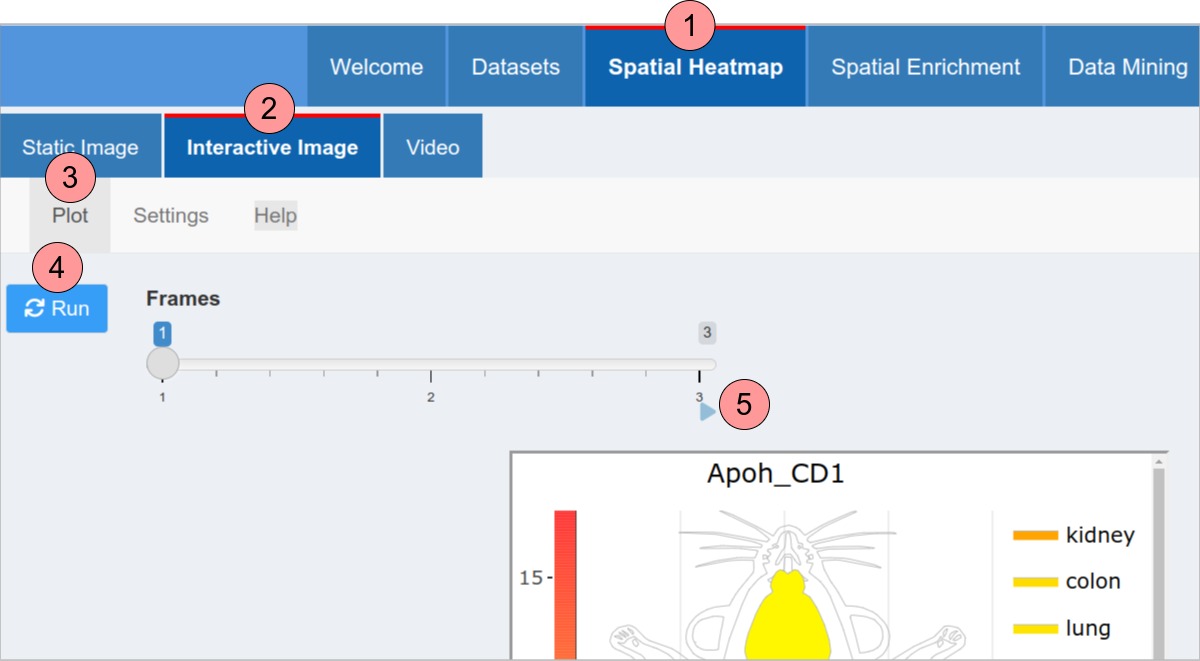 1
Welcome Datasets Spatial Heatmap Spatial Enrichment Data Mining
2
Static Image Interactive Image Video
3
Plot Settings Help
4
Run
Frames
1 3
1 2 3
5
Apoh_CD1
kidney
15-
colon
lung